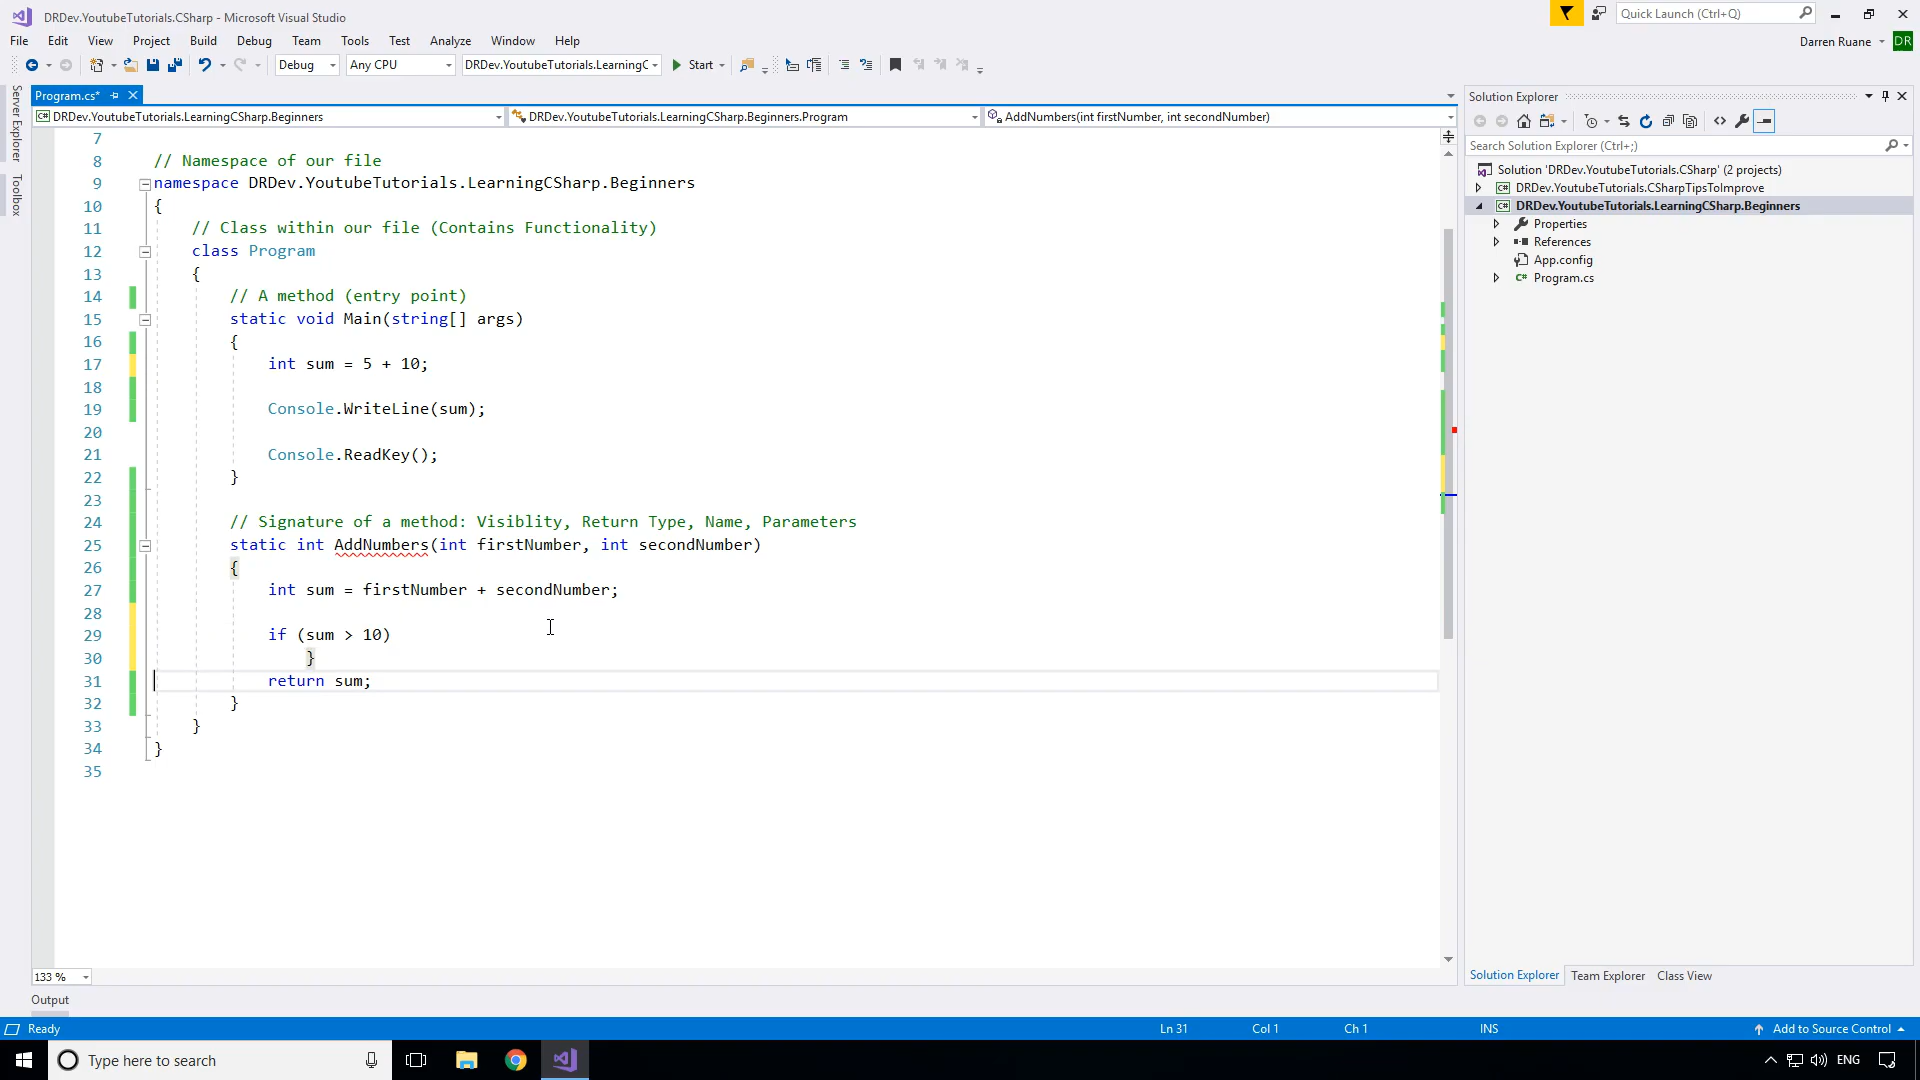 DRDev.YoutubeTutorials.CSharp - Microsoft Visual Studio
Quick Launch (Ctrl+Q)
File Edit View Project Build Debug Team Tools Test Analyze Window Help
Darren Ruane DR
Debug Any CPU DRDev.YoutubeTutorials.LearningC Start
Server Explorer
Toolbox
Program.cs*
DRDev.YoutubeTutorials.LearningCSharp.Beginners DRDev.YoutubeTutorials.LearningCSharp.Beginners.Program AddNumbers(int firstNumber, int secondNumber)
7
8 // Namespace of our file
9 namespace DRDev.YoutubeTutorials.LearningCSharp.Beginners
10 {
11 // Class within our file (Contains Functionality)
12 class Program
13 {
14 // A method (entry point)
15 static void Main(string[] args)
16 {
17 int sum = 5 + 10;
18
19 Console.WriteLine(sum);
20
21 Console.ReadKey();
22 }
23
24 // Signature of a method: Visiblity, Return Type, Name, Parameters
25 static int AddNumbers(int firstNumber, int secondNumber)
26 {
27 int sum = firstNumber + secondNumber;
28
29 if (sum > 10)
30 }
31 return sum;
32 }
33 }
34 }
35
133 %
Output
Solution Explorer
Search Solution Explorer (Ctrl+;)
Solution 'DRDev.YoutubeTutorials.CSharp' (2 projects)
C# DRDev.YoutubeTutorials.CSharpTipsToImprove
C# DRDev.YoutubeTutorials.LearningCSharp.Beginners
Properties
References
App.config
C# Program.cs
Solution Explorer Team Explorer Class View
Ready Ln 31 Col 1 Ch 1 INS Add to Source Control
Type here to search ENG